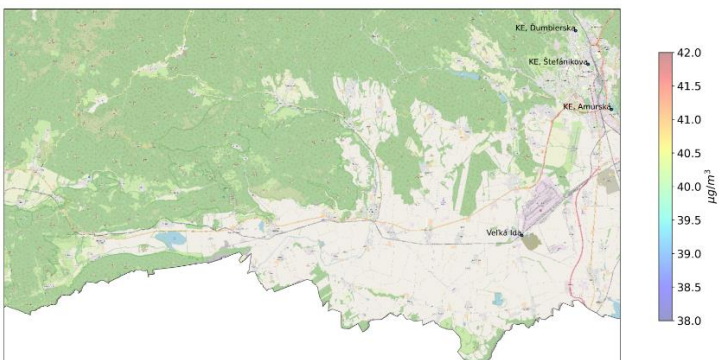 KE, Ďumbierska
KE, Štefánikova
KE, Amurská
Veľká Ida
42.0
41.5
41.0
40.5
40.0
39.5
39.0
38.5
38.0
μg/m³